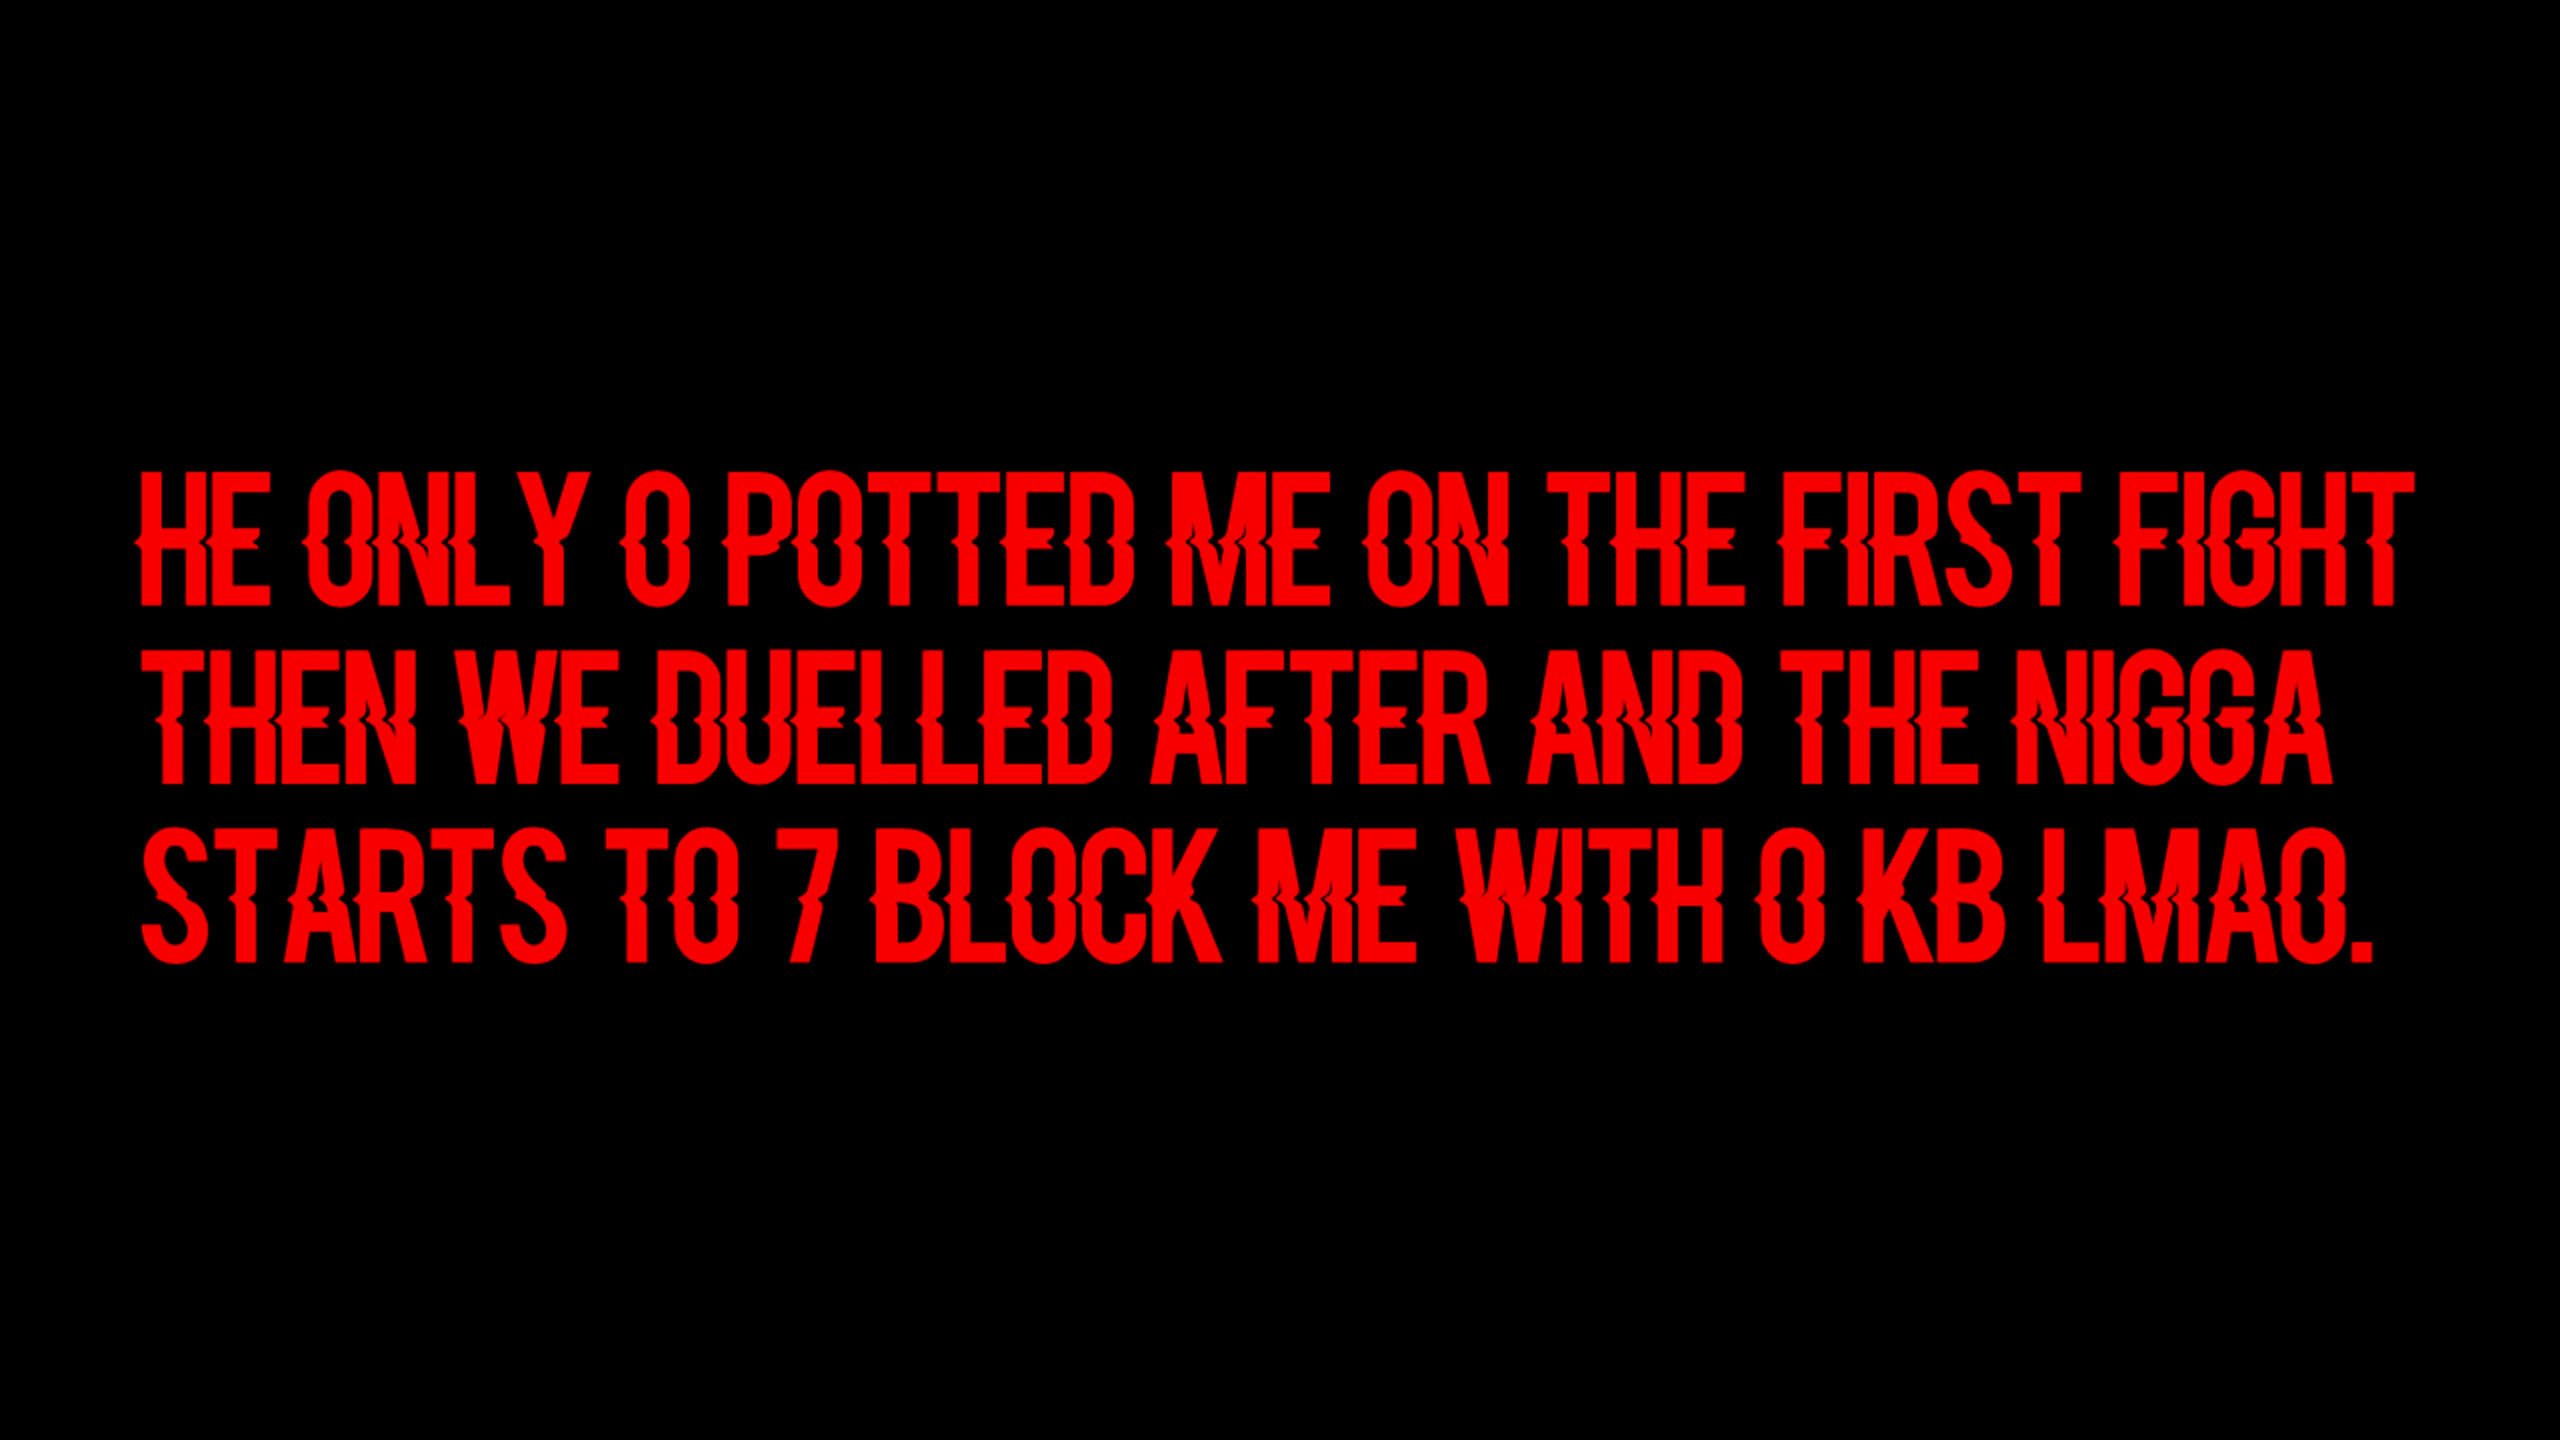 HE ONLY 0 POTTED ME ON THE FIRST FIGHT
THEN WE DUELLED AFTER AND THE NIGGA
STARTS TO 7 BLOCK ME WITH 0 KB LMAO.